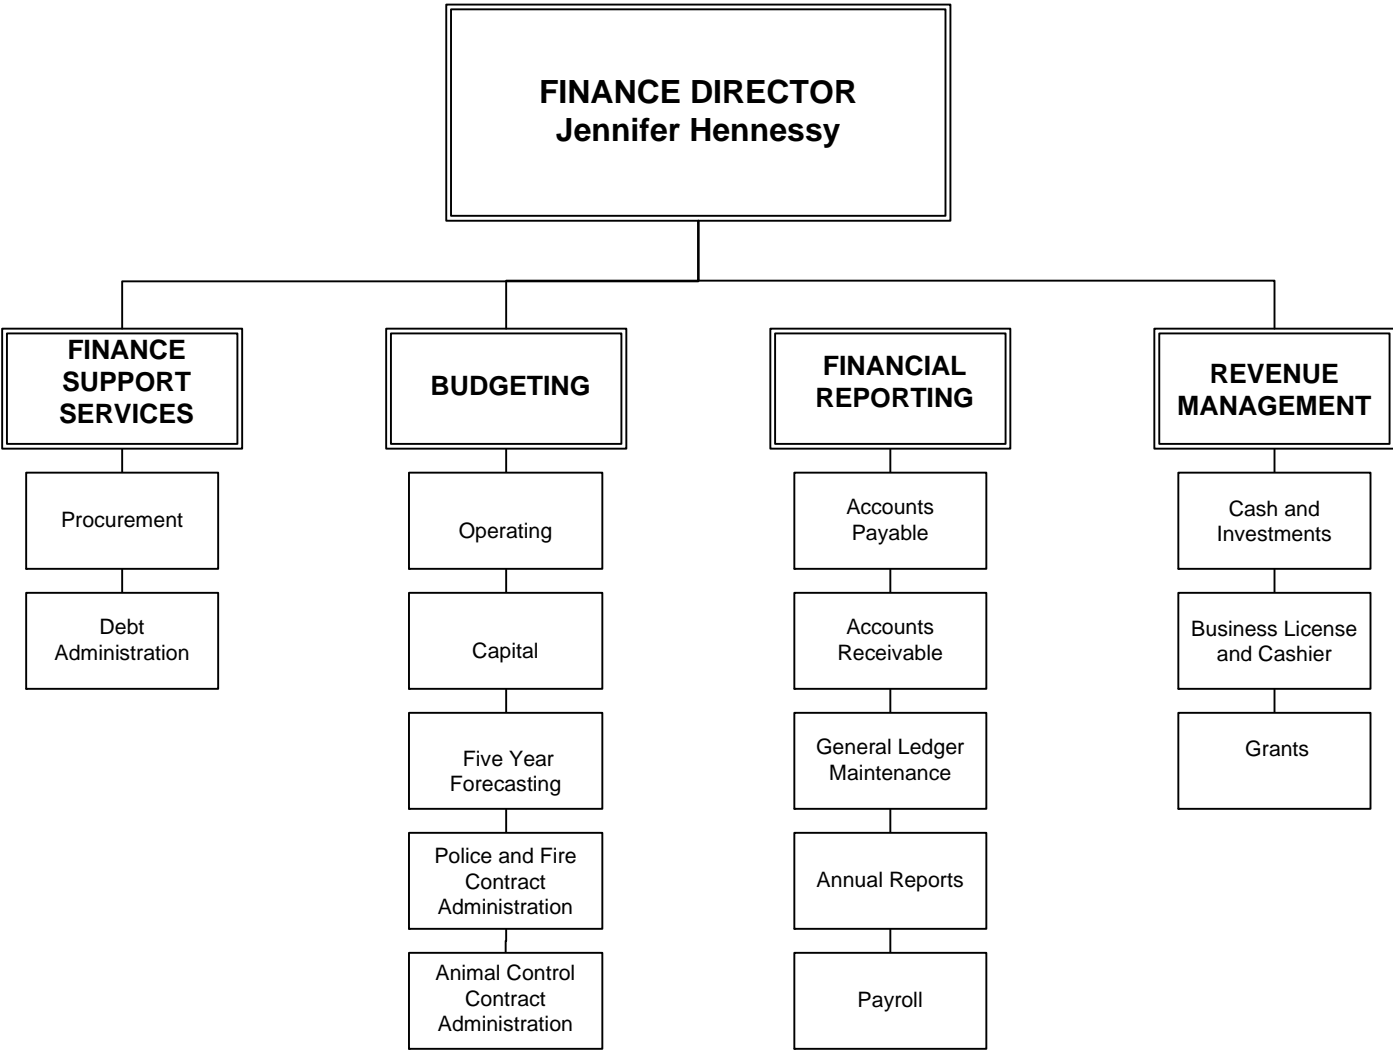 FINANCE DIRECTOR
Jennifer Hennessy
FINANCE
SUPPORT
SERVICES
Procurement
Debt
Administration
BUDGETING
Operating
Capital
Five Year
Forecasting
Police and Fire
Contract
Administration
Animal Control
Contract
Administration
FINANCIAL
REPORTING
Accounts
Payable
Accounts
Receivable
General Ledger
Maintenance
Annual Reports
Payroll
REVENUE
MANAGEMENT
Cash and
Investments
Business License
and Cashier
Grants